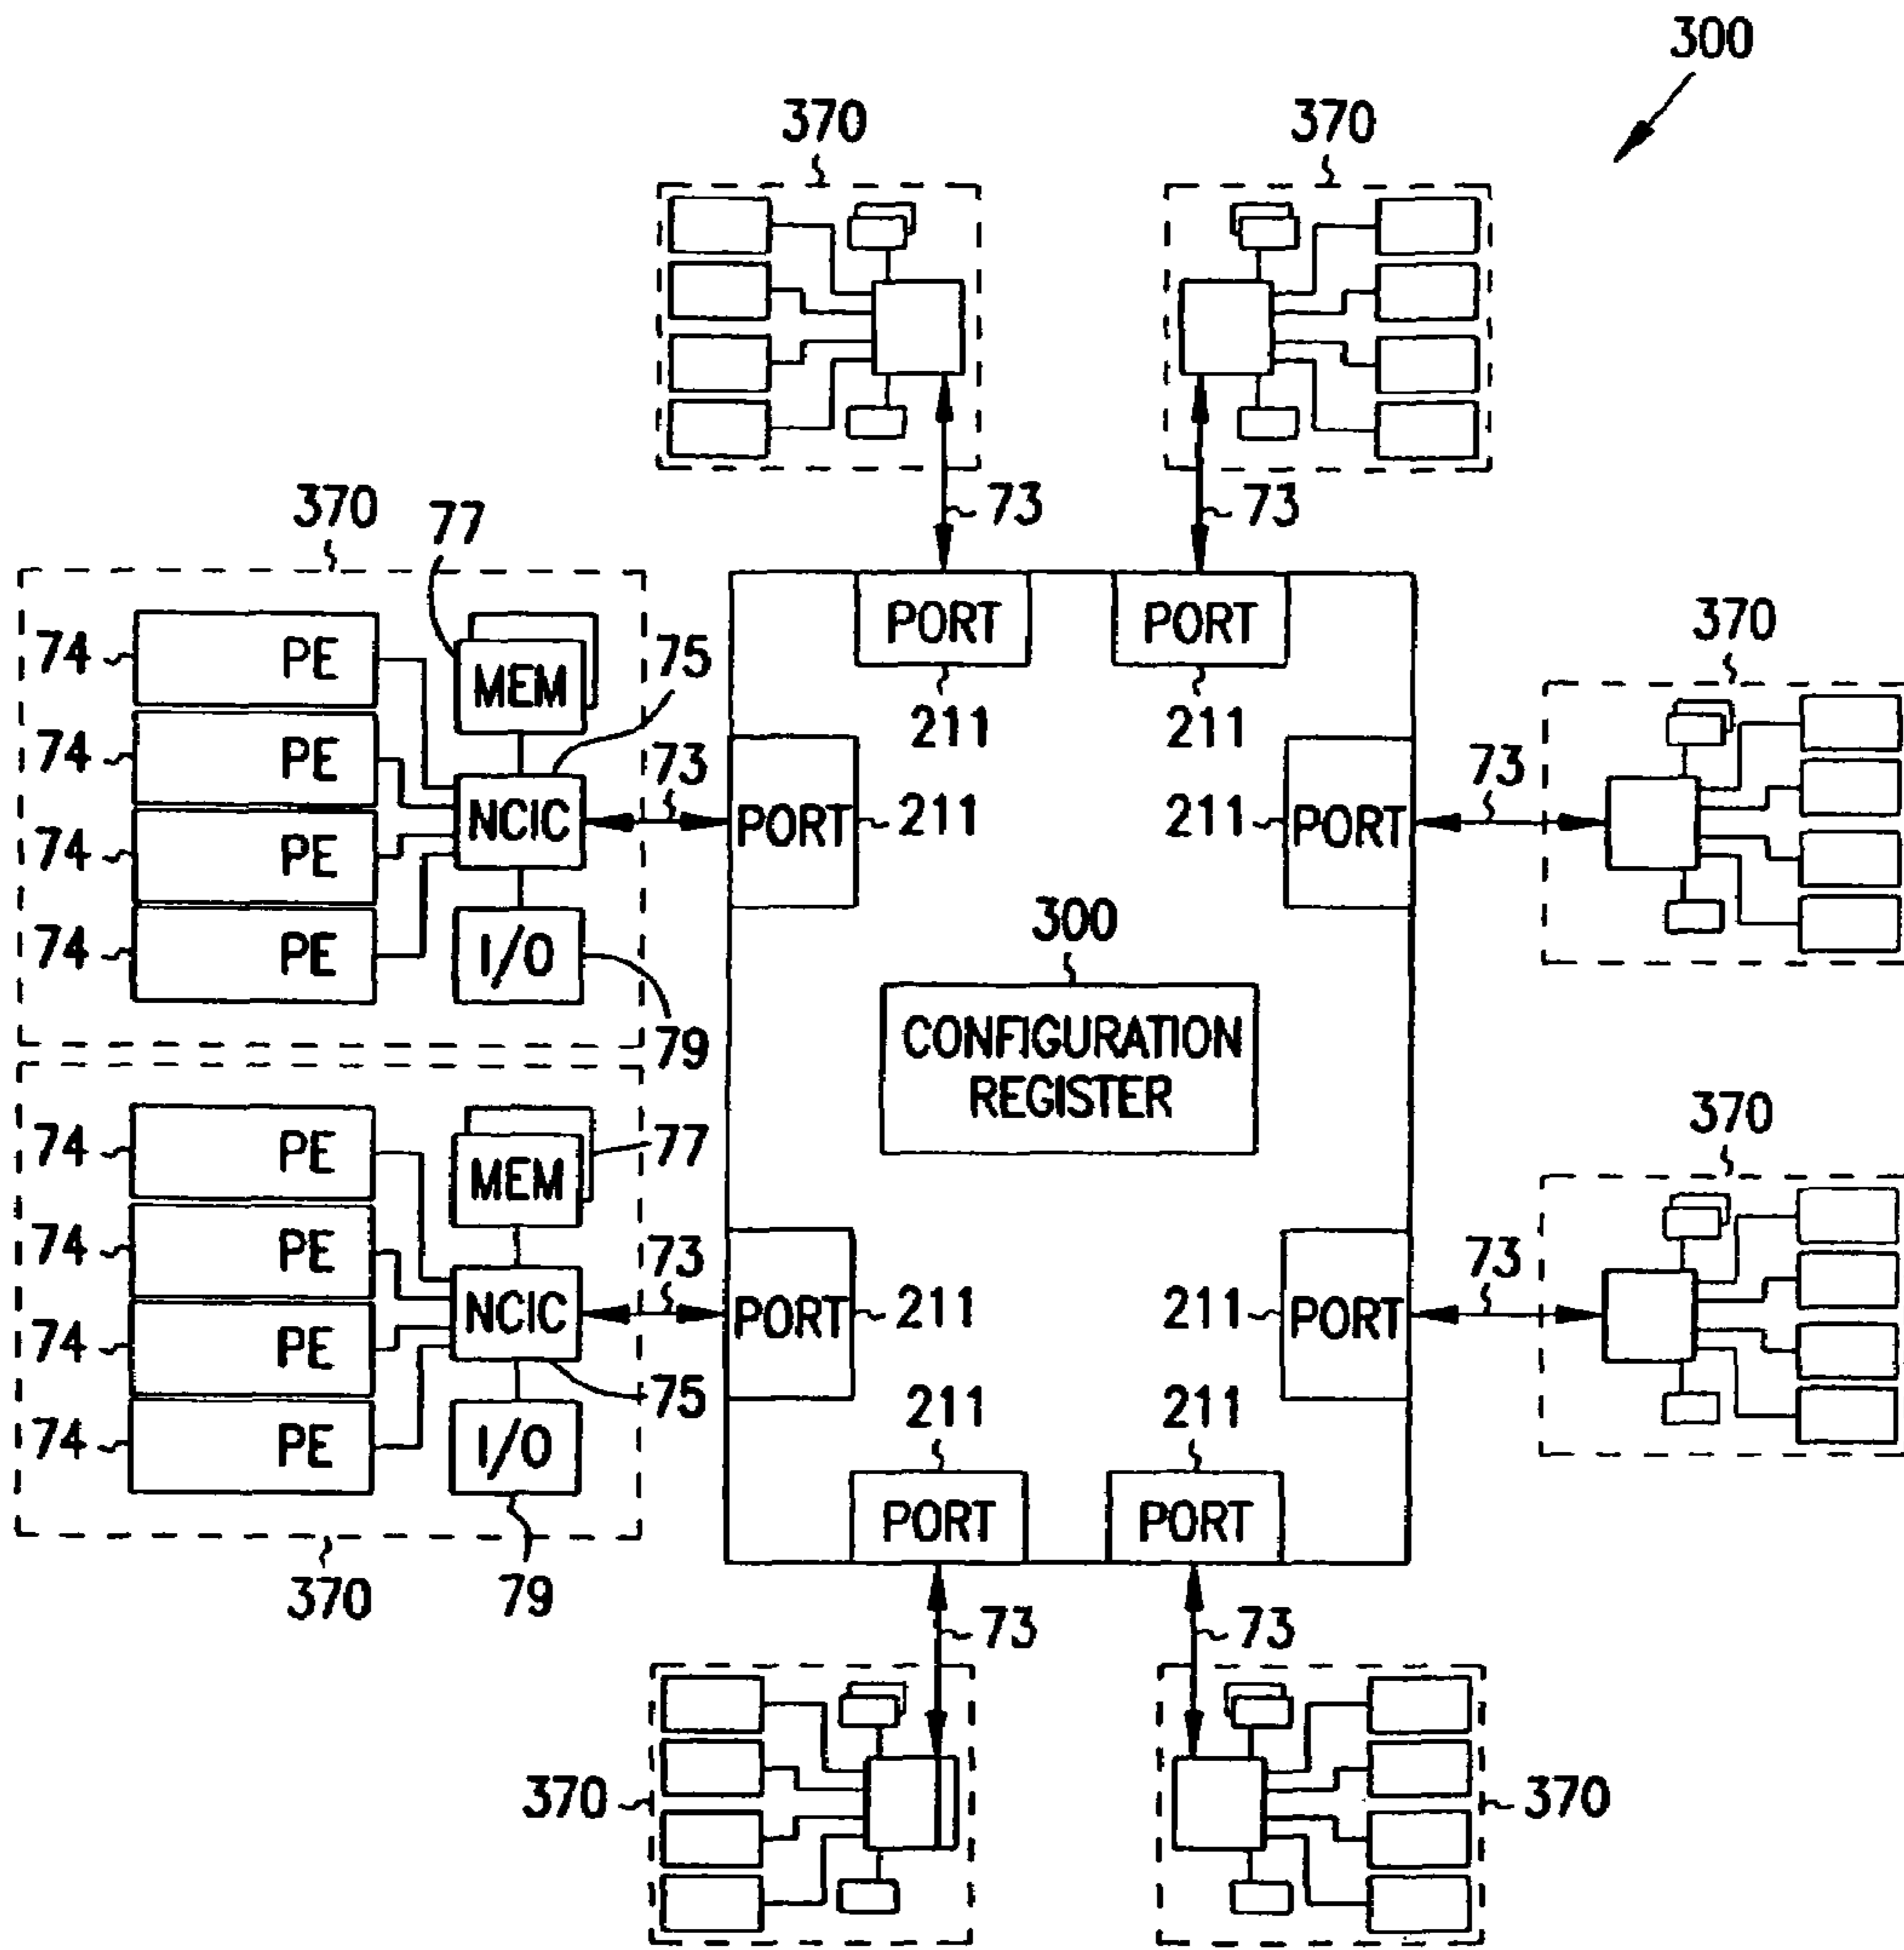 300
370 370
73 73
370 77
74 PE
MEM
75
74 PE
73
NCIC
74 PE
74 PE
I/O
79
PORT PORT
211 211
PORT 211
211 PORT
73
370
300
CONFIGURATION
REGISTER
74 PE
MEM
77
74 PE
73
NCIC
74 PE
75
74 PE
I/O
370
79
PORT 211
211 PORT
73
370
211 211
PORT PORT
73 73
370 370